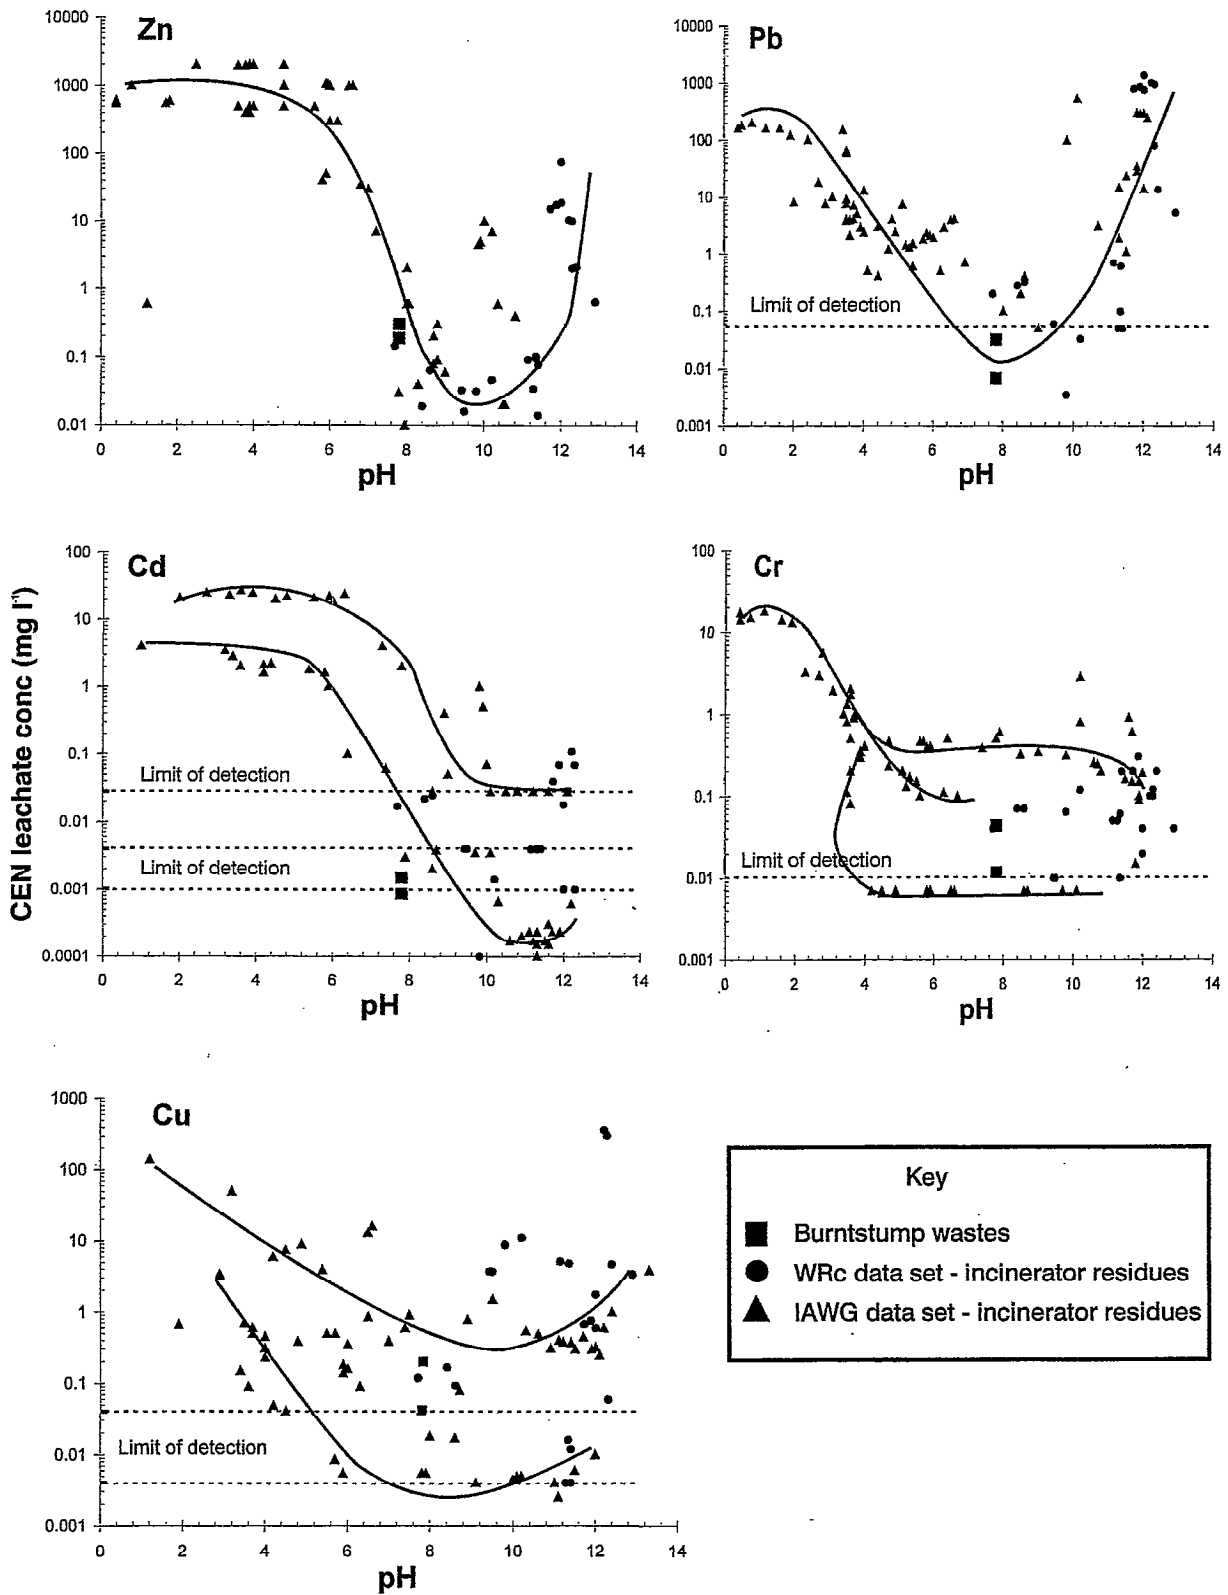 Zn
10000
1000
100
10
1
0.1
0.01
0 2 4 6 8 10 12 14
pH
Pb
10000
1000
100
10
1
0.1
0.01
0.001
Limit of detection
0 2 4 6 8 10 12 14
pH
CEN leachate conc (mg l⁻¹)
Cd
100
10
1
0.1
0.01
0.001
0.0001
Limit of detection
Limit of detection
0 2 4 6 8 10 12 14
pH
Cr
100
10
1
0.1
0.01
0.001
Limit of detection
0 2 4 6 8 10 12 14
pH
Cu
1000
100
10
1
0.1
0.01
0.001
Limit of detection
0 2 4 6 8 10 12 14
pH
Key
Burntstump wastes
WRc data set - incinerator residues
IAWG data set - incinerator residues